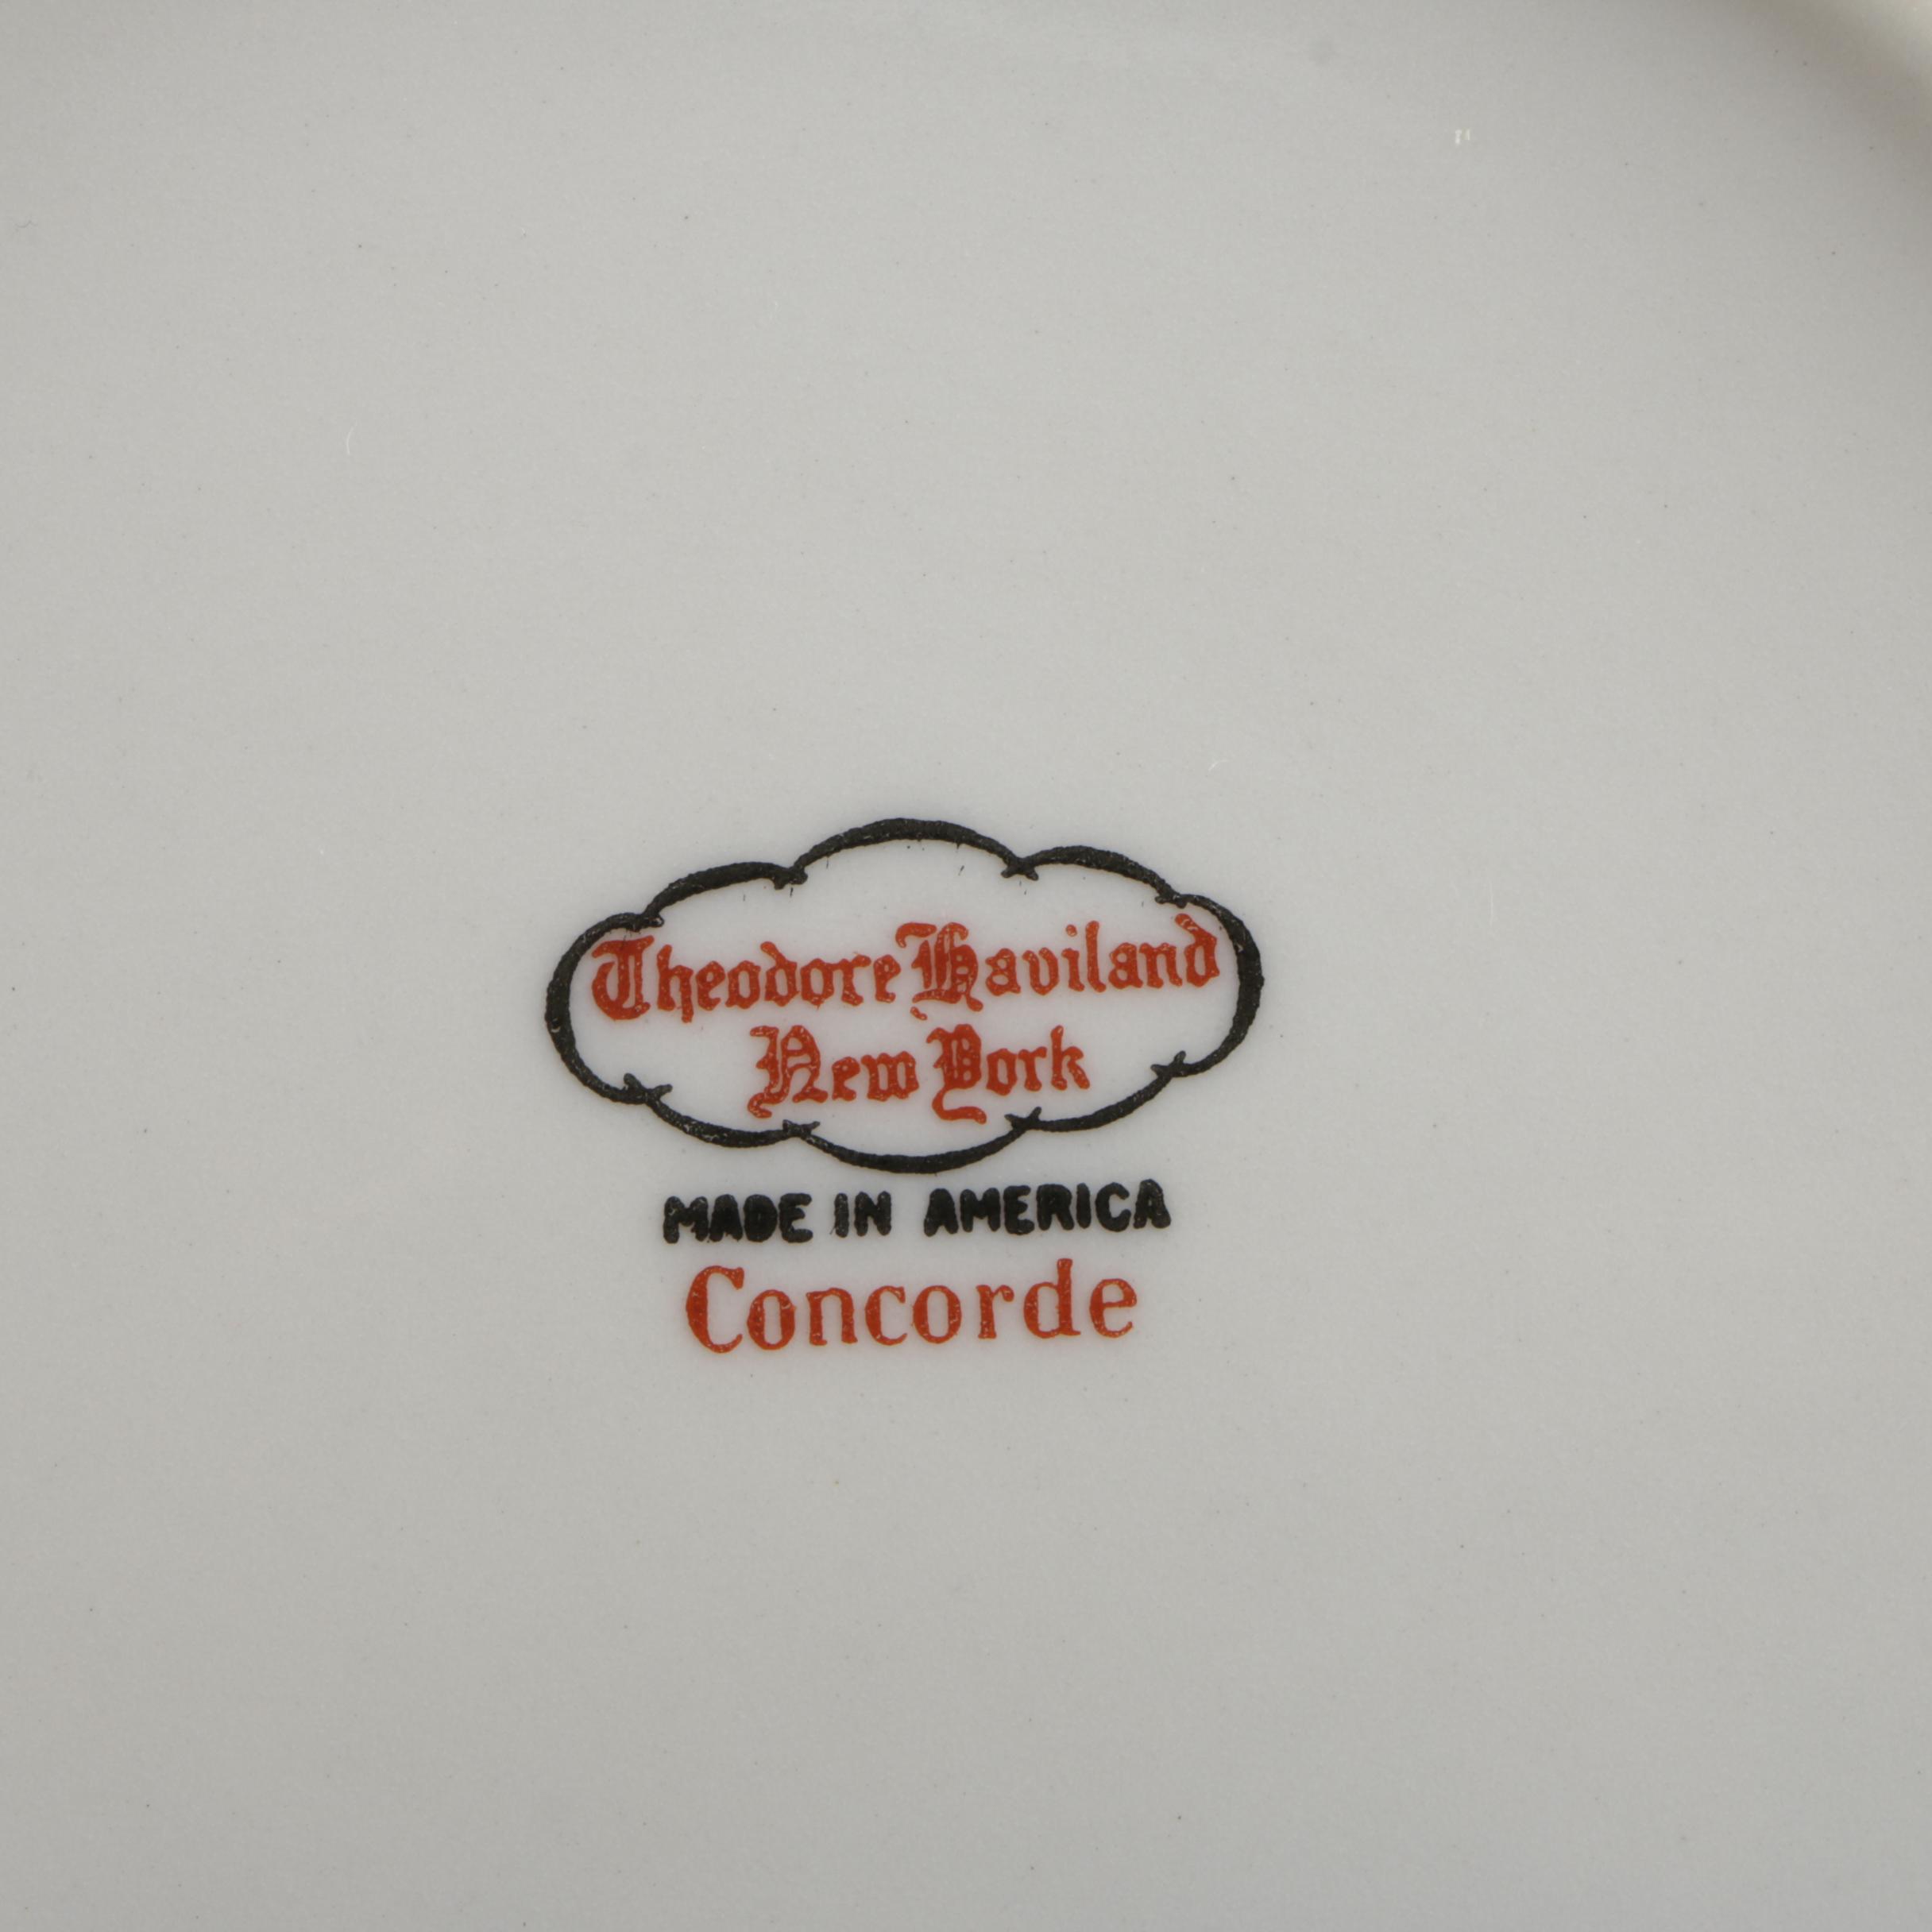 Theodore Haviland
New York
MADE IN AMERICA
Concorde